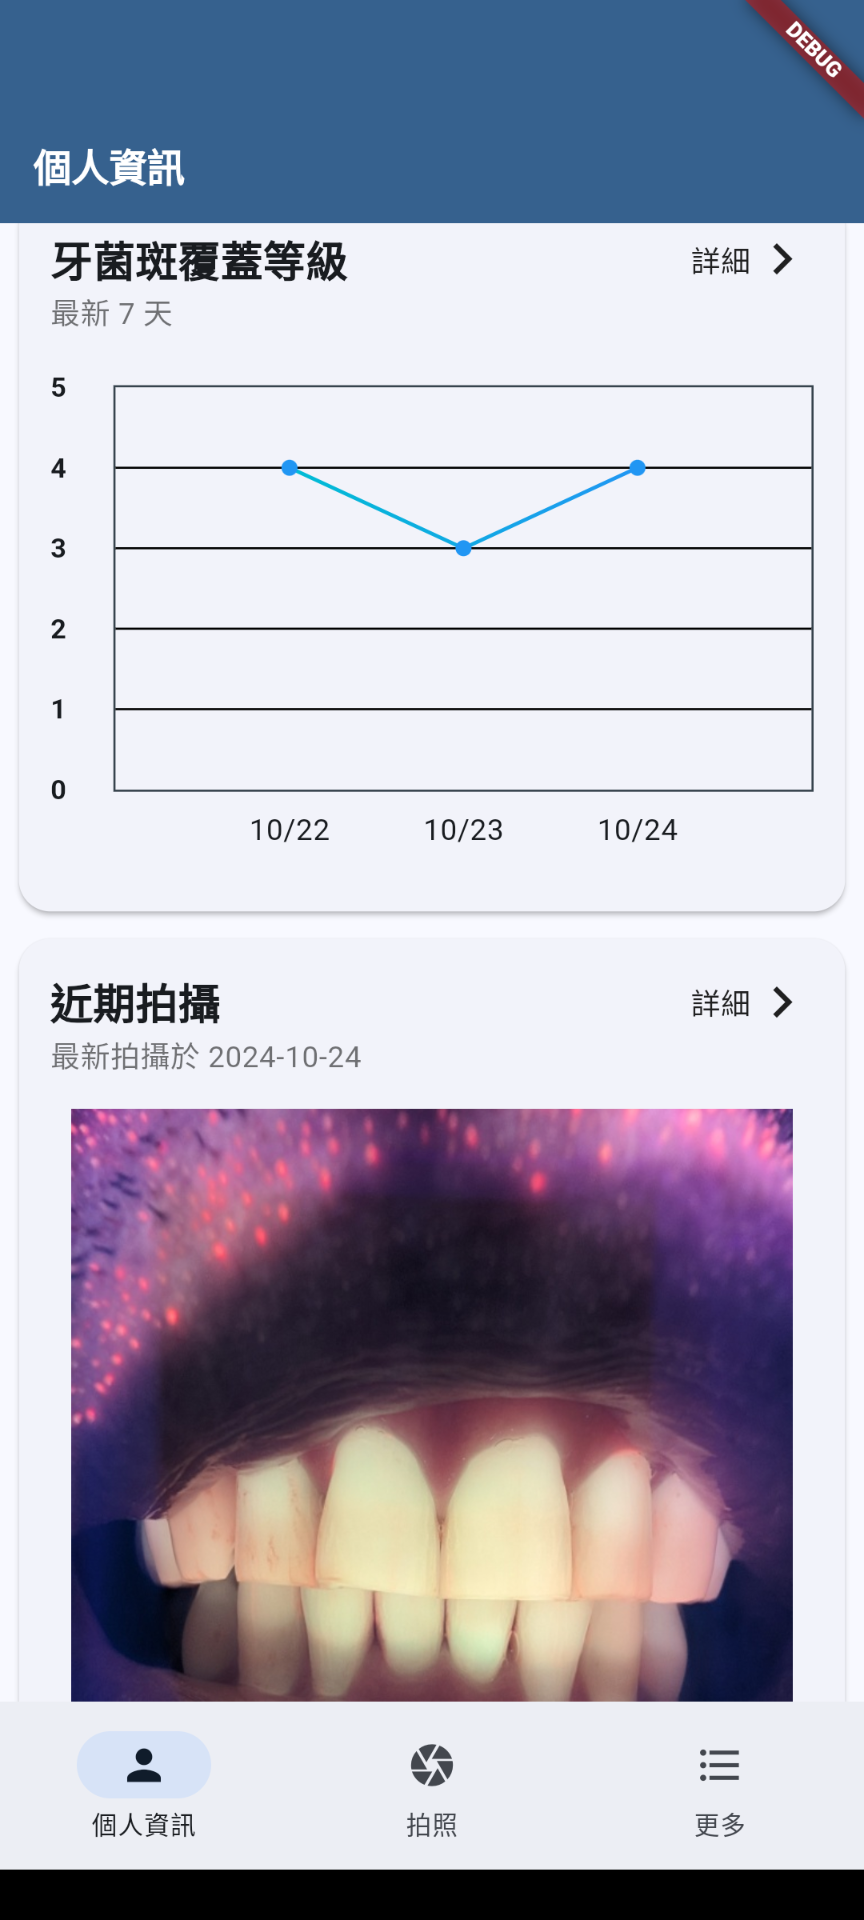 DEBUG
個人資訊
牙菌斑覆蓋等級
詳細
最新 7 天
5
4
3
2
1
0
10/22 10/23 10/24
近期拍攝
詳細
最新拍攝於 2024-10-24
個人資訊 拍照 更多